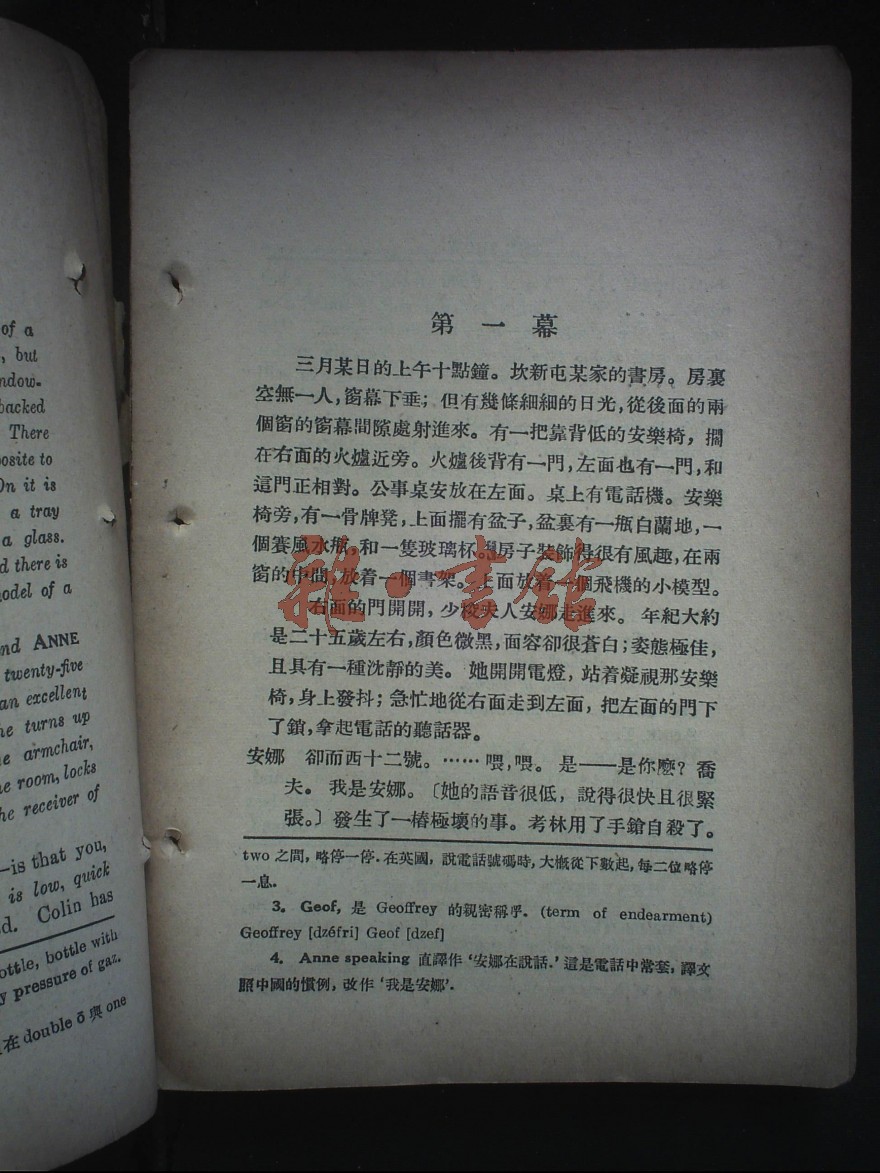 of a
, but
ndow-
backed
There
posite to
On it is
a tray
a glass.
d there is
model of a
nd ANNE
twenty-five
an excellent
he turns up
e armchair,
e room, locks
he receiver of
—is that you,
is low, quick
d. Colin has
ottle, bottle with
y pressure of gaz.
在 double ō 與 one
第一幕
三月某日的上午十點鐘。坎新屯某家的書房。房裏
空無一人,窗幕下垂;但有幾條細細的日光,從後面的兩
個窗的窗幕間隙處射進來。有一把靠背低的安樂椅,擱
在右面的火爐近旁。火爐後背有一門,左面也有一門,和
這門正相對。公事桌安放在左面。桌上有電話機。安樂
椅旁,有一骨牌凳,上面擺有盆子,盆裏有一瓶白蘭地,一
個賽風水瓶,和一隻玻璃杯。房子裝飾得很有風趣,在兩
窗的中間,放着一個書架。上面放着一個飛機的小模型。
右面的門開開,少梭夫人安娜走進來。年紀大約
是二十五歲左右,顏色微黑,面容卻很蒼白;姿態極佳,
且具有一種沈靜的美。她開開電燈,站着凝視那安樂
椅,身上發抖;急忙地從右面走到左面,把左面的門下
了鎖,拿起電話的聽話器。
安娜 卻而西十二號。……喂,喂。是——是你麼?喬
夫。我是安娜。〔她的語音很低,說得很快且很緊
張。〕發生了一樁極壞的事。考林用了手鎗自殺了。
two 之間,略停一停.在英國,說電話號碼時,大概從下數起,每二位略停
一息.
3. Geof, 是 Geoffrey 的親密稱乎. (term of endearment)
Geoffrey [dzéfri] Geof [dzef]
4. Anne speaking 直譯作‘安娜在說話.’這是電話中常套,譯文
照中國的慣例,改作‘我是安娜’.
雜·書館